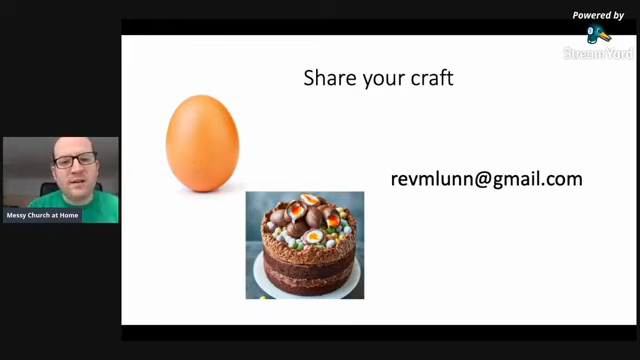 Powered by
StreamYard
Share your craft
revmlunn@gmail.com
Messy Church at Home